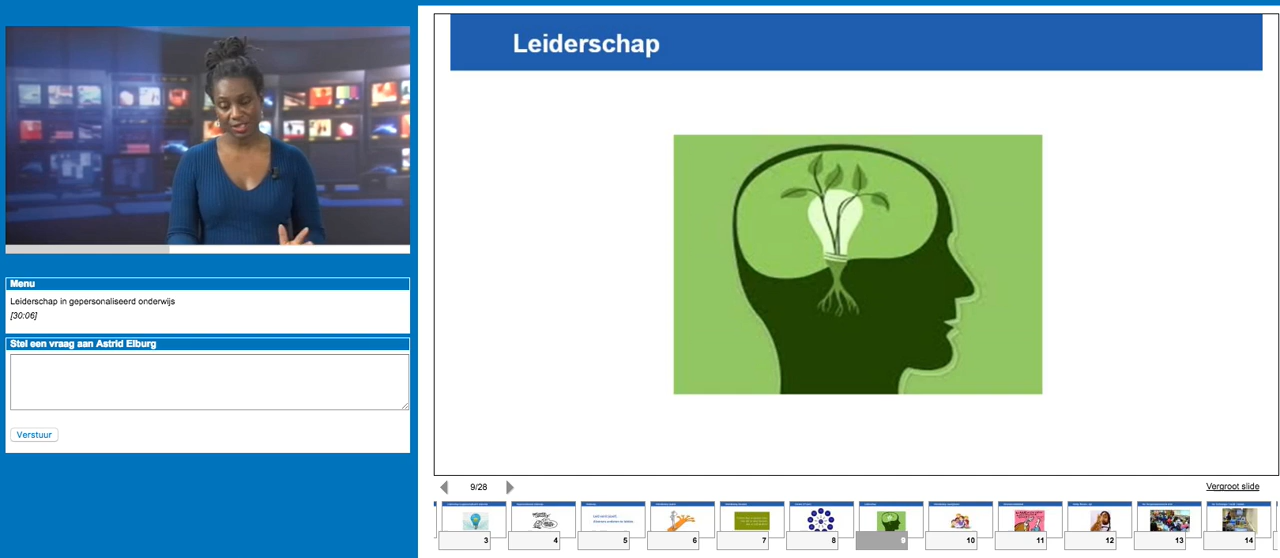 Leiderschap
Menu
Leiderschap in gepersonaliseerd onderwijs
[30:06]
Stel een vraag aan Astrid Elburg
Verstuur
9/28
Vergroot slide
3
4
5
6
7
8
9
10
11
12
13
14